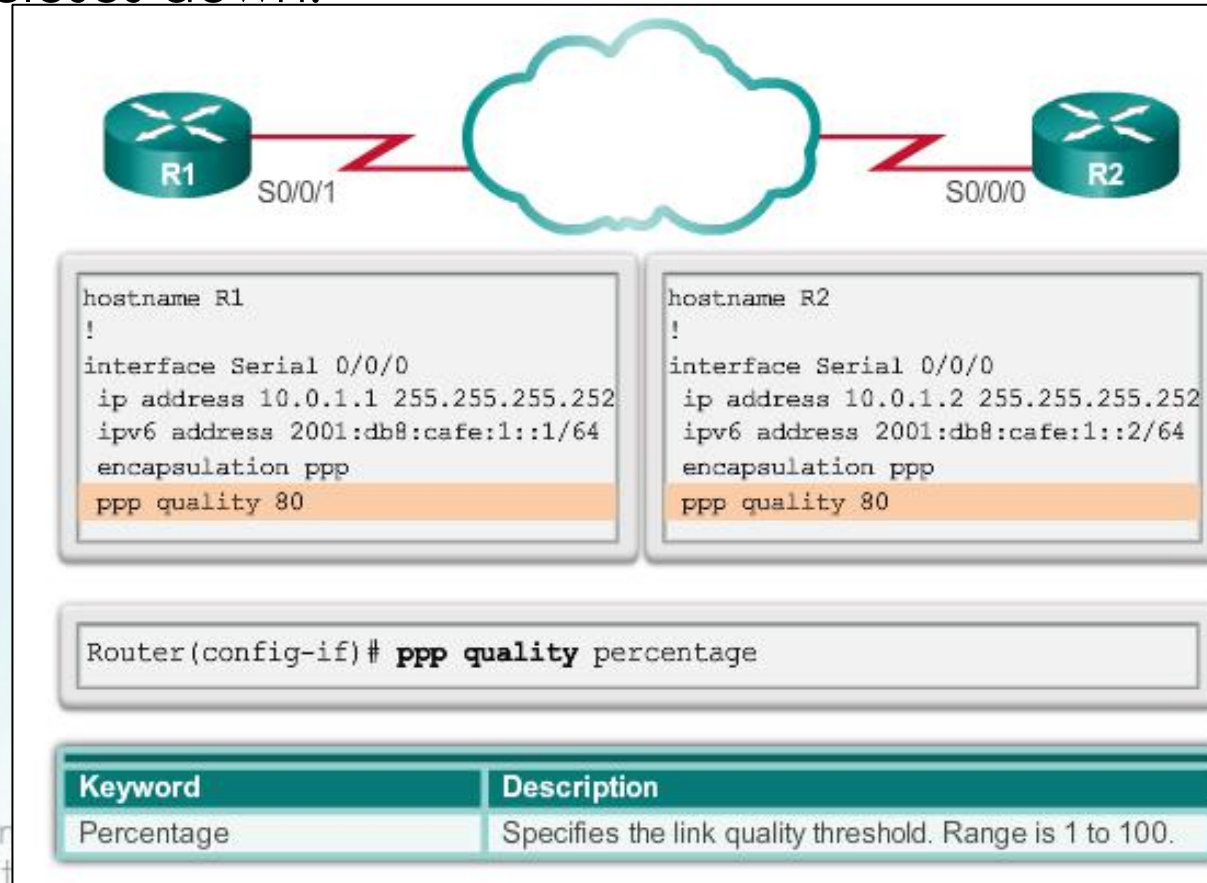 closes down.
R1
S0/0/1
S0/0/0
R2
hostname R1
!
interface Serial 0/0/0
ip address 10.0.1.1 255.255.255.252
ipv6 address 2001:db8:cafe:1::1/64
encapsulation ppp
ppp quality 80
hostname R2
!
interface Serial 0/0/0
ip address 10.0.1.2 255.255.255.252
ipv6 address 2001:db8:cafe:1::2/64
encapsulation ppp
ppp quality 80
Router(config-if)# ppp quality percentage
Keyword Description
Percentage Specifies the link quality threshold. Range is 1 to 100.